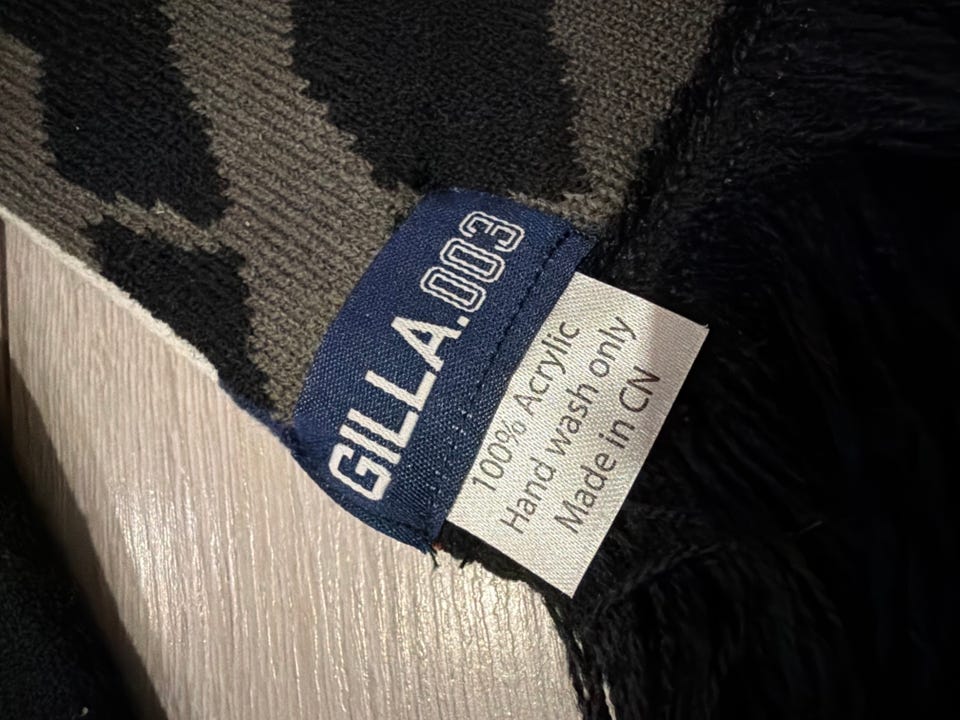 GILLA.003
100% Acrylic
Hand wash only
Made in CN